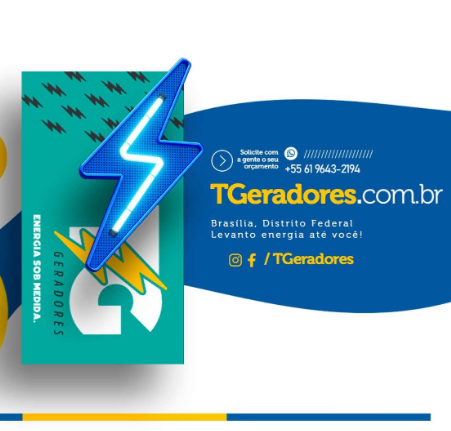 Solicite com
a gente o seu
orçamento
+55 61 9643-2194
TGeradores.com.br
Brasília, Distrito Federal
Levanto energia até você!
/ TGeradores
ENERGIA SOB MEDIDA.
GERADORES